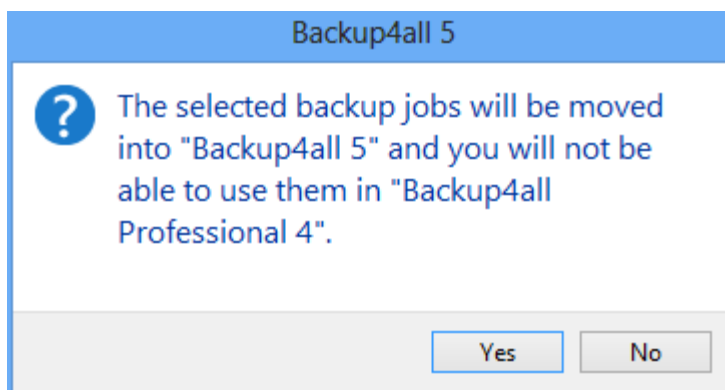 Backup4all 5
The selected backup jobs will be moved
into "Backup4all 5" and you will not be
able to use them in "Backup4all
Professional 4".
Yes No